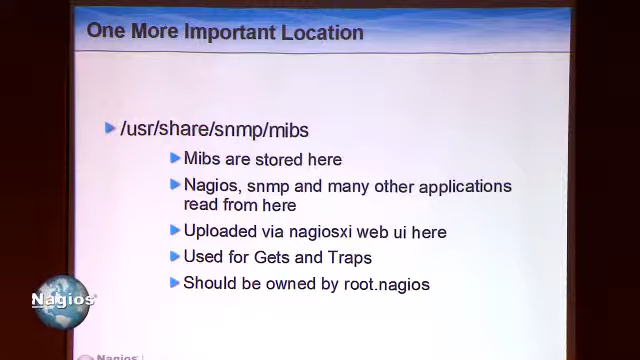 One More Important Location
/usr/share/snmp/mibs
Mibs are stored here
Nagios, snmp and many other applications
read from here
Uploaded via nagiosxi web ui here
Used for Gets and Traps
Should be owned by root.nagios
Nagios
Nagios